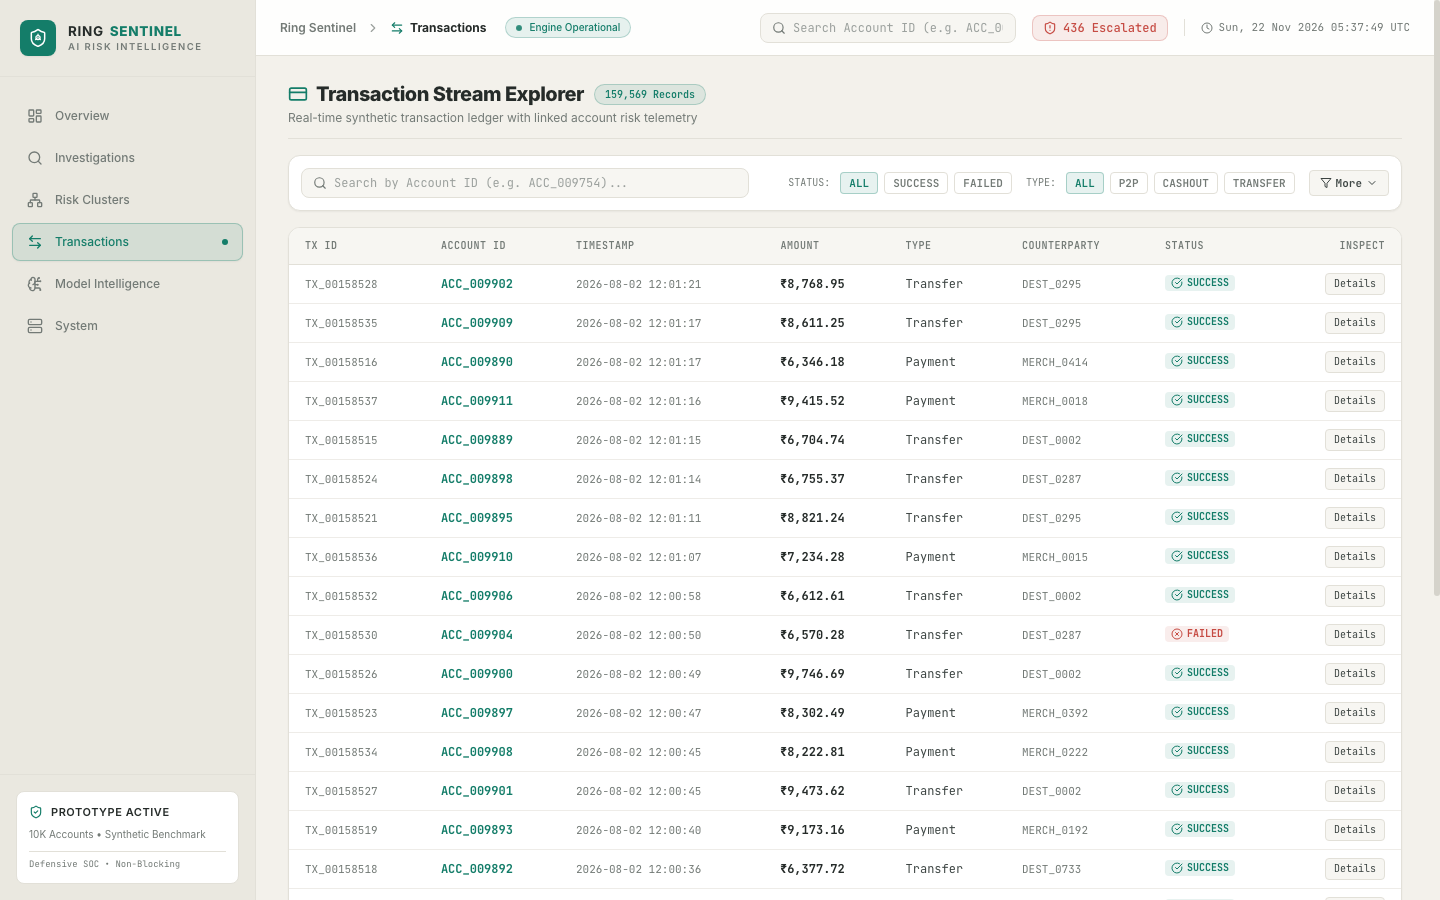 RING SENTINEL
AI RISK INTELLIGENCE
Overview
Investigations
Risk Clusters
Transactions
Model Intelligence
System
PROTOTYPE ACTIVE
10K Accounts • Synthetic Benchmark
Defensive SOC • Non-Blocking
Ring Sentinel > Transactions Engine Operational Search Account ID (e.g. ACC_0 436 Escalated Sun, 22 Nov 2026 05:37:49 UTC
Transaction Stream Explorer 159,569 Records
Real-time synthetic transaction ledger with linked account risk telemetry
Search by Account ID (e.g. ACC_009754)... STATUS: ALL SUCCESS FAILED TYPE: ALL P2P CASHOUT TRANSFER More
TX ID ACCOUNT ID TIMESTAMP AMOUNT TYPE COUNTERPARTY STATUS INSPECT
TX_00158528 ACC_009902 2026-08-02 12:01:21 ₹8,768.95 Transfer DEST_0295 SUCCESS Details
TX_00158535 ACC_009909 2026-08-02 12:01:17 ₹8,611.25 Transfer DEST_0295 SUCCESS Details
TX_00158516 ACC_009890 2026-08-02 12:01:17 ₹6,346.18 Payment MERCH_0414 SUCCESS Details
TX_00158537 ACC_009911 2026-08-02 12:01:16 ₹9,415.52 Payment MERCH_0018 SUCCESS Details
TX_00158515 ACC_009889 2026-08-02 12:01:15 ₹6,704.74 Transfer DEST_0002 SUCCESS Details
TX_00158524 ACC_009898 2026-08-02 12:01:14 ₹6,755.37 Transfer DEST_0287 SUCCESS Details
TX_00158521 ACC_009895 2026-08-02 12:01:11 ₹8,821.24 Transfer DEST_0295 SUCCESS Details
TX_00158536 ACC_009910 2026-08-02 12:01:07 ₹7,234.28 Payment MERCH_0015 SUCCESS Details
TX_00158532 ACC_009906 2026-08-02 12:00:58 ₹6,612.61 Transfer DEST_0002 SUCCESS Details
TX_00158530 ACC_009904 2026-08-02 12:00:50 ₹6,570.28 Transfer DEST_0287 FAILED Details
TX_00158526 ACC_009900 2026-08-02 12:00:49 ₹9,746.69 Transfer DEST_0002 SUCCESS Details
TX_00158523 ACC_009897 2026-08-02 12:00:47 ₹8,302.49 Payment MERCH_0392 SUCCESS Details
TX_00158534 ACC_009908 2026-08-02 12:00:45 ₹8,222.81 Payment MERCH_0222 SUCCESS Details
TX_00158527 ACC_009901 2026-08-02 12:00:45 ₹9,473.62 Transfer DEST_0002 SUCCESS Details
TX_00158519 ACC_009893 2026-08-02 12:00:40 ₹9,173.16 Payment MERCH_0192 SUCCESS Details
TX_00158518 ACC_009892 2026-08-02 12:00:36 ₹6,377.72 Transfer DEST_0733 SUCCESS Details